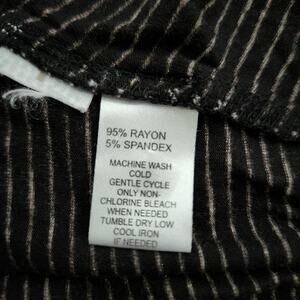 95% RAYON
5% SPANDEX
MACHINE WASH
COLD
GENTLE CYCLE
ONLY NON-
CHLORINE BLEACH
WHEN NEEDED
TUMBLE DRY LOW
COOL IRON
IF NEEDED